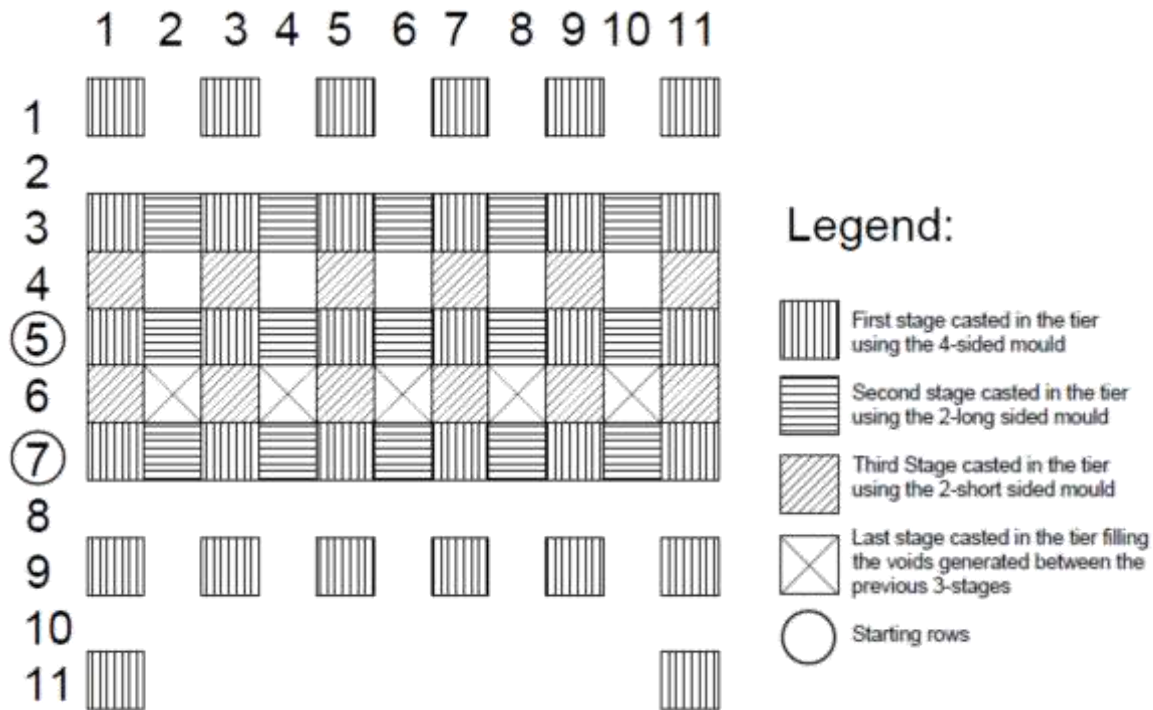 1 2 3 4 5 6 7 8 9 10 11
1
2
3
4
5
6
7
8
9
10
11
Legend:
First stage casted in the tier
using the 4-sided mould
Second stage casted in the tier
using the 2-long sided mould
Third Stage casted in the tier
using the 2-short sided mould
Last stage casted in the tier filling
the voids generated between the
previous 3-stages
Starting rows